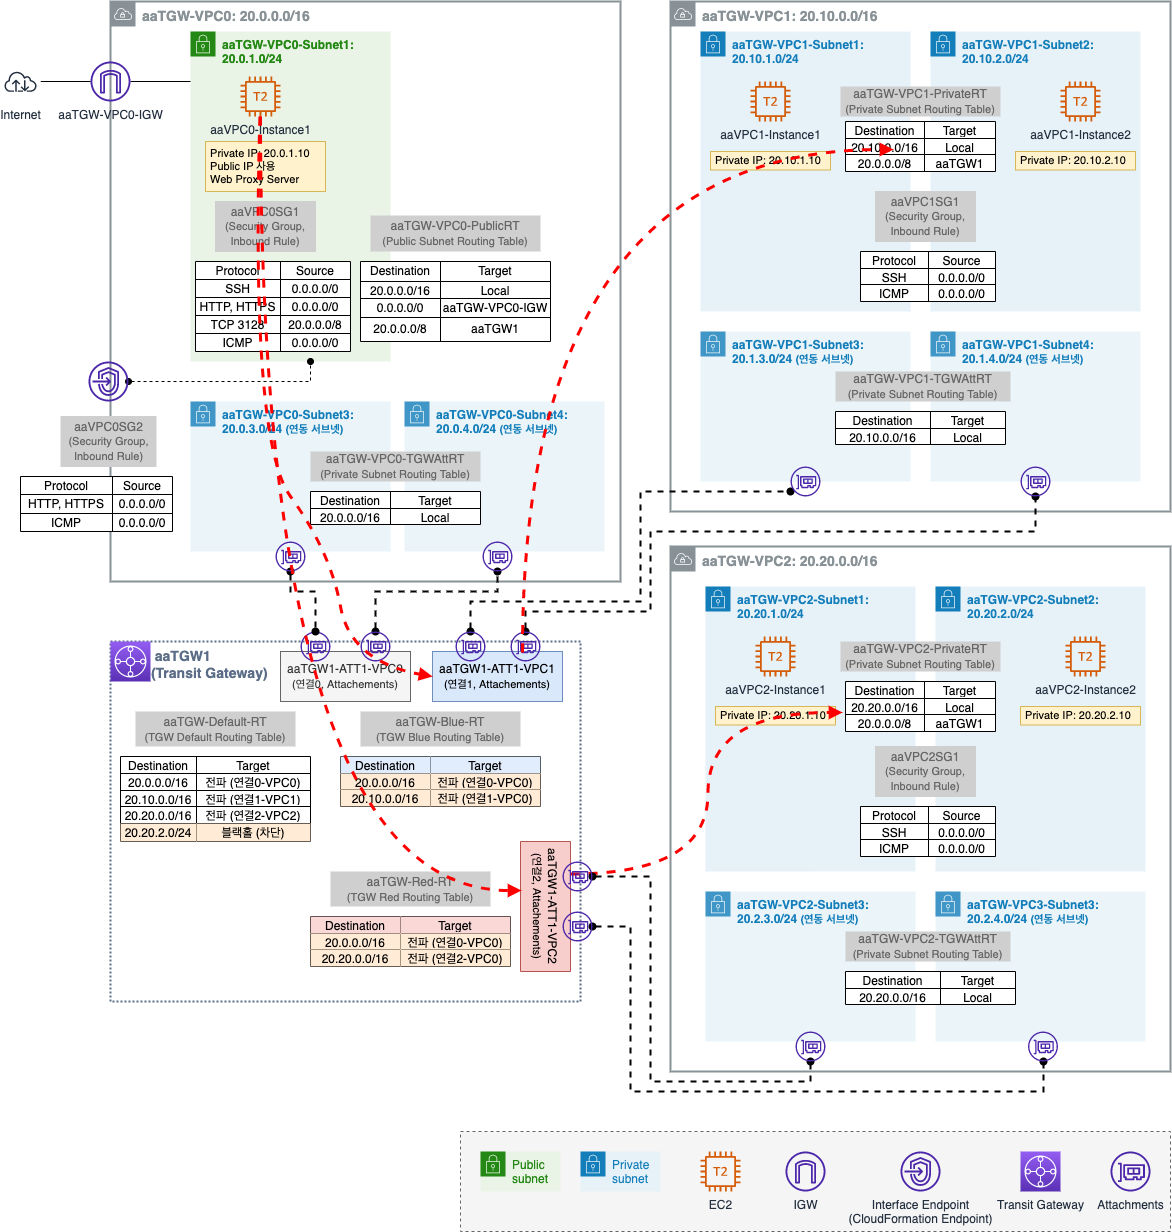 aaTGW-VPC0: 20.0.0.0/16
aaTGW-VPC0-Subnet1:
20.0.1.0/24
T2
Internet
aaTGW-VPC0-IGW
aaVPC0-Instance1
Private IP: 20.0.1.10
Public IP 사용
Web Proxy Server
aaVPC0SG1
(Security Group,
Inbound Rule)
Protocol Source
SSH 0.0.0.0/0
HTTP, HTTPS 0.0.0.0/0
TCP 3128 20.0.0.0/8
ICMP 0.0.0.0/0
aaTGW-VPC0-PublicRT
(Public Subnet Routing Table)
Destination Target
20.0.0.0/16 Local
0.0.0.0/0 aaTGW-VPC0-IGW
20.0.0.0/8 aaTGW1
aaVPC0SG2
(Security Group,
Inbound Rule)
Protocol Source
HTTP, HTTPS 0.0.0.0/0
ICMP 0.0.0.0/0
aaTGW-VPC0-Subnet3:
20.0.3.0/24 (연동 서브넷)
aaTGW-VPC0-Subnet4:
20.0.4.0/24 (연동 서브넷)
aaTGW-VPC0-TGWAttRT
(Private Subnet Routing Table)
Destination Target
20.0.0.0/16 Local
aaTGW-VPC1: 20.10.0.0/16
aaTGW-VPC1-Subnet1:
20.10.1.0/24
aaTGW-VPC1-Subnet2:
20.10.2.0/24
T2
T2
aaTGW-VPC1-PrivateRT
(Private Subnet Routing Table)
aaVPC1-Instance1
aaVPC1-Instance2
Private IP: 20.10.1.10
Private IP: 20.10.2.10
Destination Target
20.10.0.0/16 Local
20.0.0.0/8 aaTGW1
aaVPC1SG1
(Security Group,
Inbound Rule)
Protocol Source
SSH 0.0.0.0/0
ICMP 0.0.0.0/0
aaTGW-VPC1-Subnet3:
20.1.3.0/24 (연동 서브넷)
aaTGW-VPC1-Subnet4:
20.1.4.0/24 (연동 서브넷)
aaTGW-VPC1-TGWAttRT
(Private Subnet Routing Table)
Destination Target
20.10.0.0/16 Local
aaTGW-VPC2: 20.20.0.0/16
aaTGW-VPC2-Subnet1:
20.20.1.0/24
aaTGW-VPC2-Subnet2:
20.20.2.0/24
T2
T2
aaTGW-VPC2-PrivateRT
(Private Subnet Routing Table)
aaVPC2-Instance1
aaVPC2-Instance2
Private IP: 20.20.1.10
Private IP: 20.20.2.10
Destination Target
20.20.0.0/16 Local
20.0.0.0/8 aaTGW1
aaVPC2SG1
(Security Group,
Inbound Rule)
Protocol Source
SSH 0.0.0.0/0
ICMP 0.0.0.0/0
aaTGW-VPC2-Subnet3:
20.2.3.0/24 (연동 서브넷)
aaTGW-VPC3-Subnet3:
20.2.4.0/24 (연동 서브넷)
aaTGW-VPC2-TGWAttRT
(Private Subnet Routing Table)
Destination Target
20.20.0.0/16 Local
aaTGW1
(Transit Gateway)
aaTGW1-ATT1-VPC0
(연결0, Attachements)
aaTGW1-ATT1-VPC1
(연결1, Attachements)
aaTGW-Default-RT
(TGW Default Routing Table)
Destination Target
20.0.0.0/16 전파 (연결0-VPC0)
20.10.0.0/16 전파 (연결1-VPC1)
20.20.0.0/16 전파 (연결2-VPC2)
20.20.2.0/24 블랙홀 (차단)
aaTGW-Blue-RT
(TGW Blue Routing Table)
Destination Target
20.0.0.0/16 전파 (연결0-VPC0)
20.10.0.0/16 전파 (연결1-VPC0)
aaTGW-Red-RT
(TGW Red Routing Table)
Destination Target
20.0.0.0/16 전파 (연결0-VPC0)
20.20.0.0/16 전파 (연결2-VPC0)
aaTGW1-ATT1-VPC2
(연결2, Attachements)
Public
subnet
Private
subnet
T2
EC2
IGW
Interface Endpoint
(CloudFormation Endpoint)
Transit Gateway
Attachments